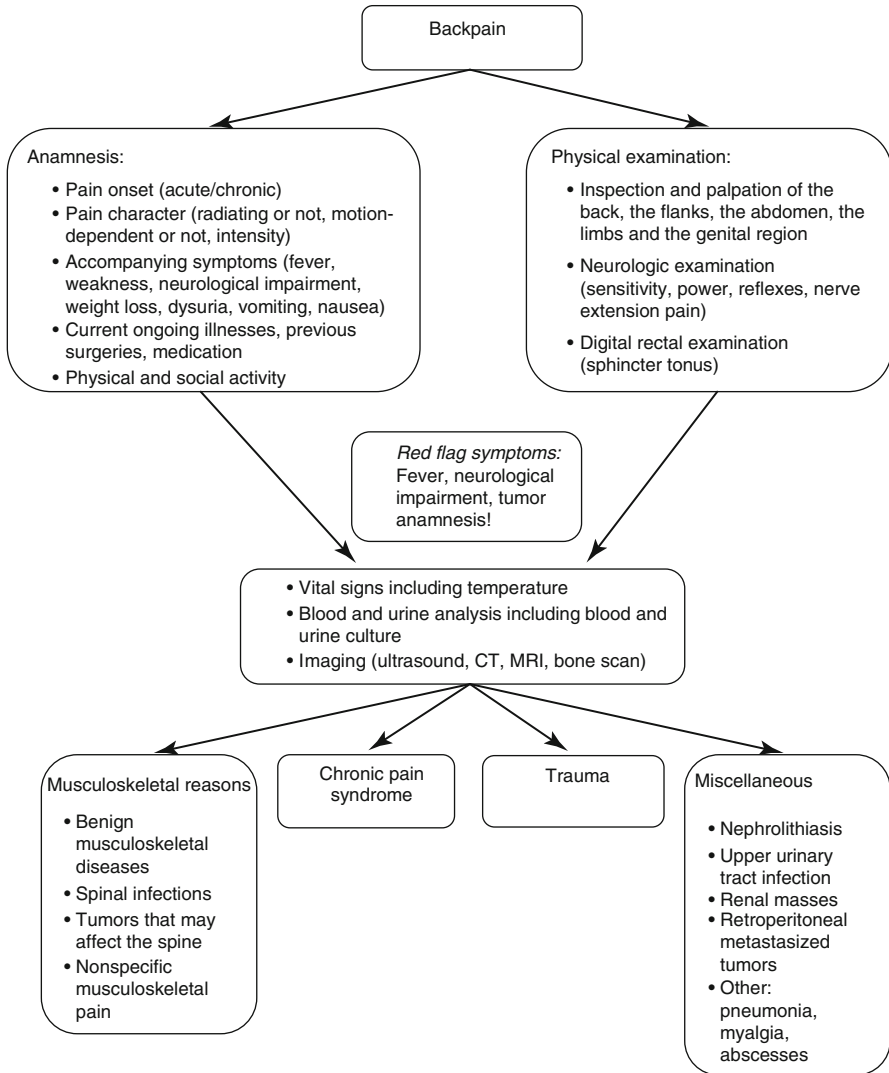 Backpain
Anamnesis:
• Pain onset (acute/chronic)
• Pain character (radiating or not, motion-
dependent or not, intensity)
• Accompanying symptoms (fever,
weakness, neurological impairment,
weight loss, dysuria, vomiting, nausea)
• Current ongoing illnesses, previous
surgeries, medication
• Physical and social activity
Physical examination:
• Inspection and palpation of the
back, the flanks, the abdomen, the
limbs and the genital region
• Neurologic examination
(sensitivity, power, reflexes, nerve
extension pain)
• Digital rectal examination
(sphincter tonus)
Red flag symptoms:
Fever, neurological
impairment, tumor
anamnesis!
• Vital signs including temperature
• Blood and urine analysis including blood and
urine culture
• Imaging (ultrasound, CT, MRI, bone scan)
Musculoskeletal reasons
• Benign
musculoskeletal
diseases
• Spinal infections
• Tumors that may
affect the spine
• Nonspecific
musculoskeletal
pain
Chronic pain
syndrome
Trauma
Miscellaneous
• Nephrolithiasis
• Upper urinary
tract infection
• Renal masses
• Retroperitoneal
metastasized
tumors
• Other:
pneumonia,
myalgia,
abscesses